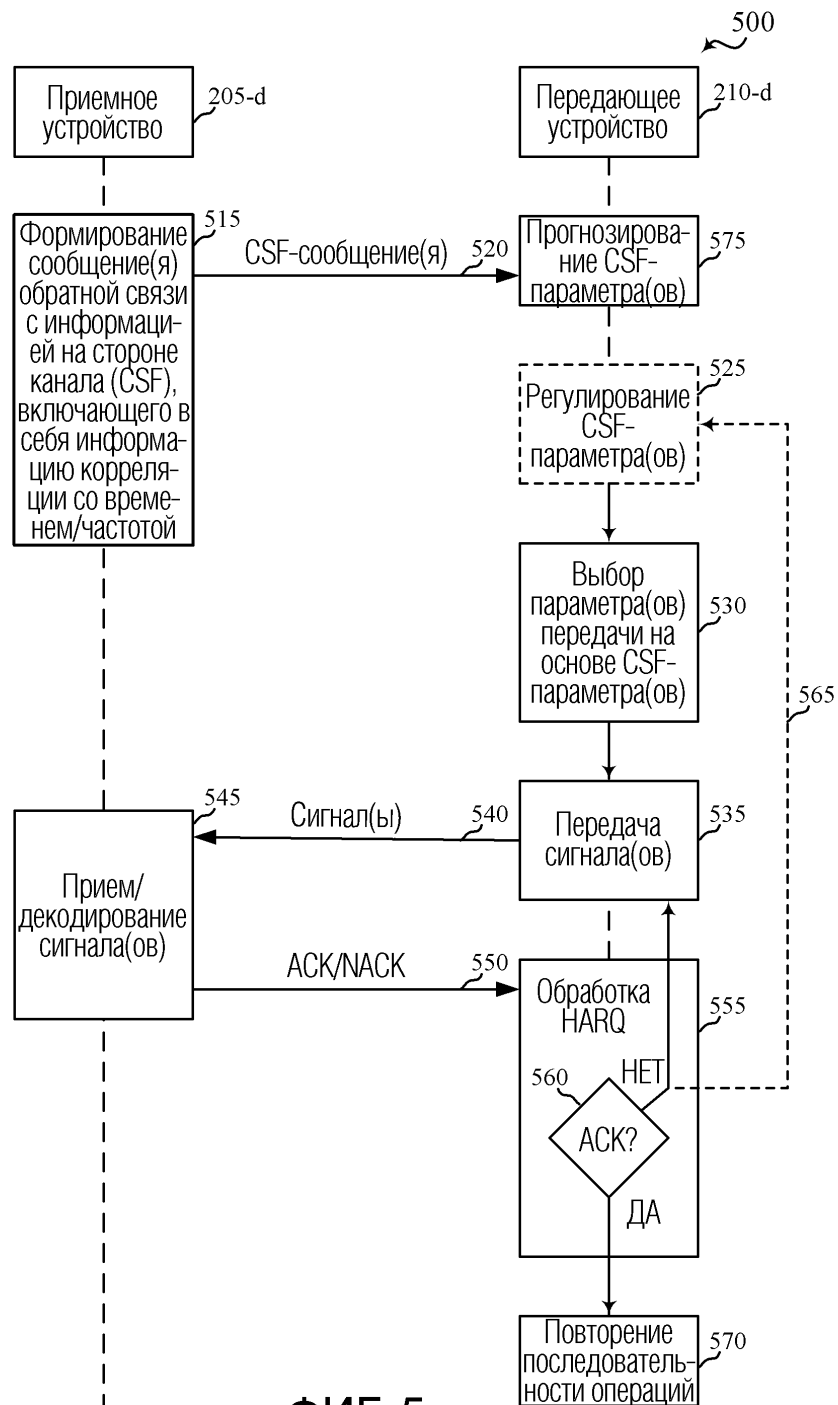 500
Приемное
устройство
205-d
Передающее
устройство
210-d
Формирование
сообщение(я)
обратной связи
с информаци-
ей на стороне
канала (CSF),
включающего в
себя информа-
цию корреля-
ции со време-
нем/частотой
515
CSF-сообщение(я)
520
Прогнозирова-
ние CSF-
параметра(ов)
575
Регулирование
CSF-
параметра(ов)
525
Выбор
параметра(ов)
передачи на
основе CSF-
параметра(ов)
530
565
Прием/
декодирование
сигнала(ов)
545
Сигнал(ы)
540
Передача
сигнала(ов)
535
ACK/NACK
550
Обработка
HARQ
555
НЕТ
560
ACK?
ДА
Повторение
последователь-
ности операций
570
ФИГ.5